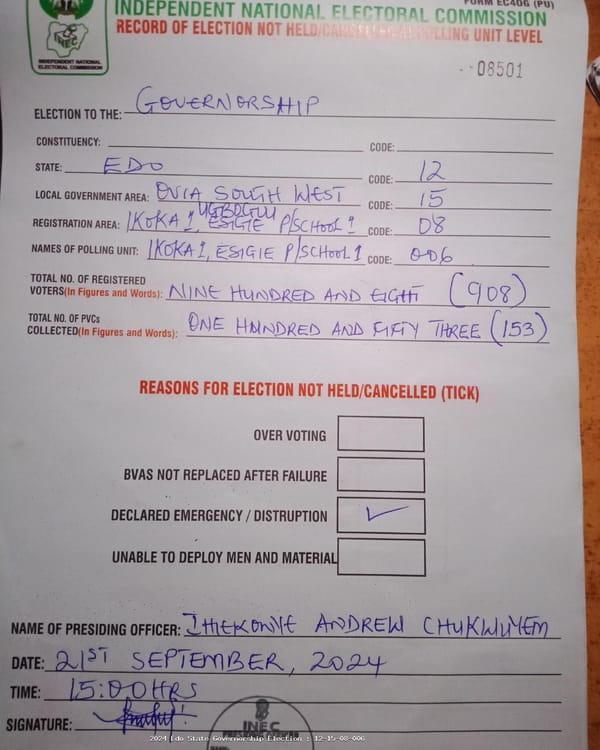 FORM EC40G (PU)
INDEPENDENT NATIONAL ELECTORAL COMMISSION
RECORD OF ELECTION NOT HELD/CANCELLED AT POLLING UNIT LEVEL
INEC
INDEPENDENT NATIONAL
ELECTORAL COMMISSION
08501
ELECTION TO THE: GOVERNORSHIP
CONSTITUENCY: CODE:
STATE: EDO CODE: 12
LOCAL GOVERNMENT AREA: OVIA SOUTH WEST CODE: 15
UGBOGUI
REGISTRATION AREA: IKOKA 1, ESIGIE P/SCHOOL 1 CODE: 08
NAMES OF POLLING UNIT: IKOKA 1, ESIGIE P/SCHOOL 1 CODE: 006
TOTAL NO. OF REGISTERED
VOTERS(In Figures and Words): NINE HUNDRED AND EIGHT (908)
TOTAL NO. OF PVCs
COLLECTED(In Figures and Words): ONE HUNDRED AND FIFTY THREE (153)
REASONS FOR ELECTION NOT HELD/CANCELLED (TICK)
OVER VOTING
BVAS NOT REPLACED AFTER FAILURE
DECLARED EMERGENCY / DISTRUPTION ✓
UNABLE TO DEPLOY MEN AND MATERIAL
NAME OF PRESIDING OFFICER: ANDREW
DATE: 21ST SEPTEMBER, 2024
TIME: 15:00HRS
SIGNATURE:
INEC
2024 Edo State Governorship Election : 12-15-08-006